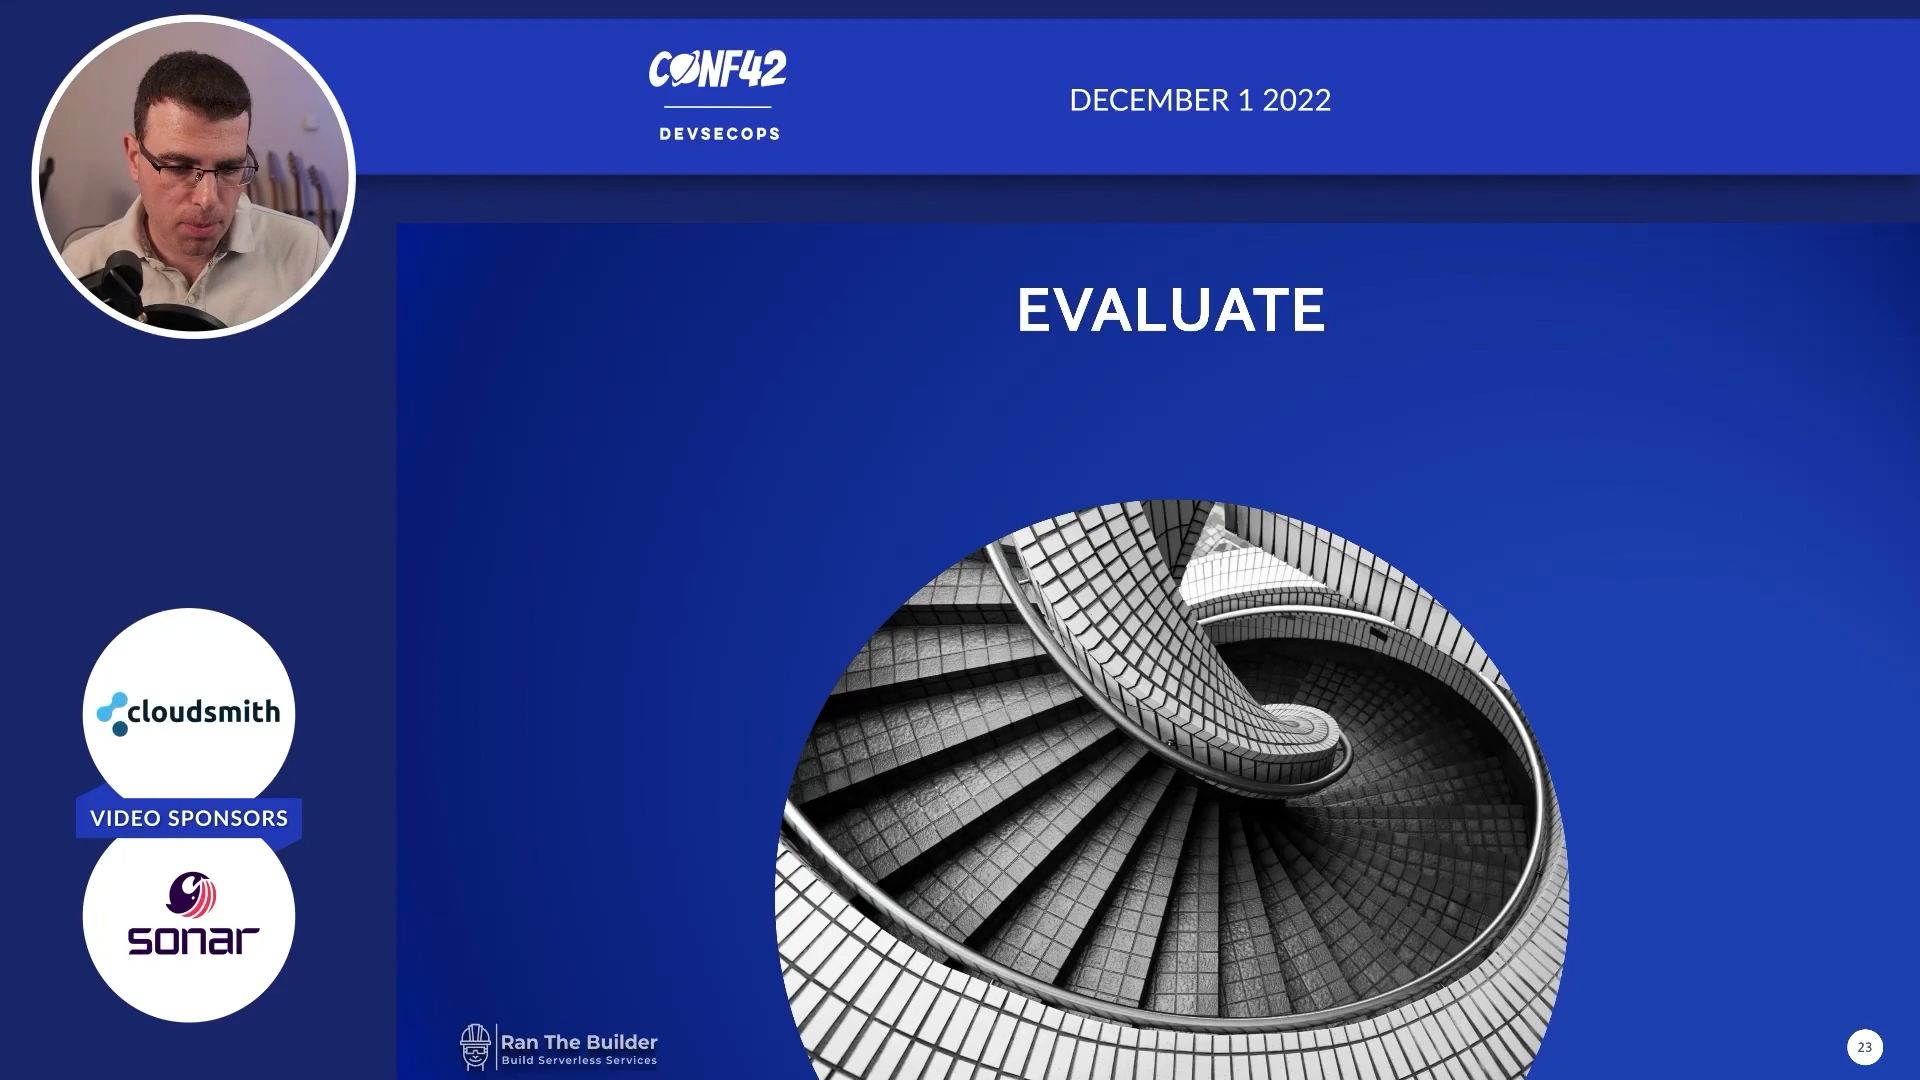 CONF42
DEVSECOPS
DECEMBER 1 2022
EVALUATE
cloudsmith
VIDEO SPONSORS
sonar
Ran The Builder
Build Serverless Services
23